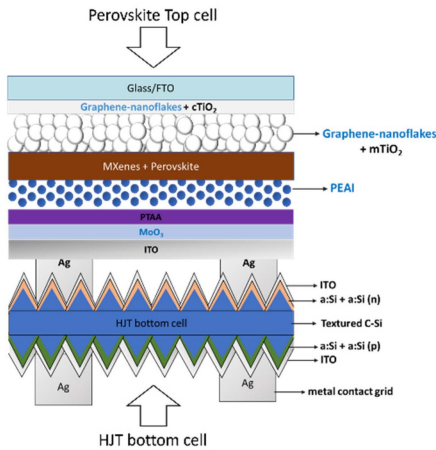 Perovskite Top cell
Glass/FTO
Graphene-nanoflakes + cTiO₂
Graphene-nanoflakes
+ mTiO₂
MXenes + Perovskite
PEAI
PTAA
MoO₃
ITO
Ag Ag
ITO
a:Si + a:Si (n)
HJT bottom cell
Textured C-Si
a:Si + a:Si (p)
ITO
Ag Ag
metal contact grid
HJT bottom cell